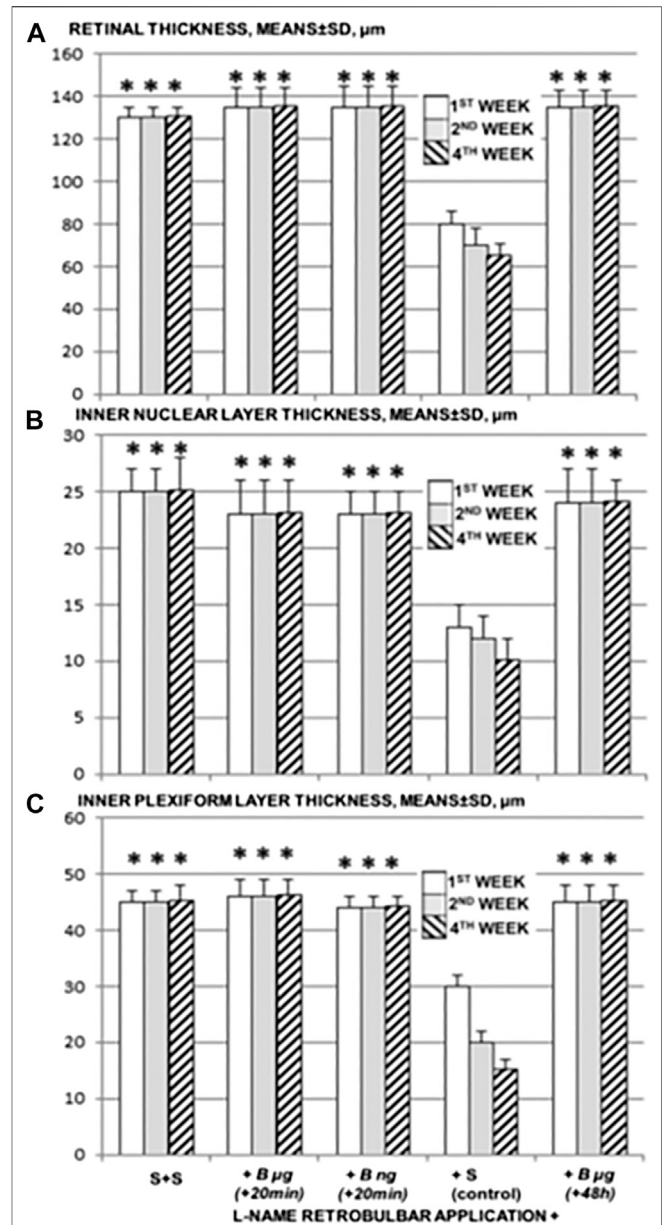 A RETINAL THICKNESS, MEANS±SD, µm
160
140
120
100
80
60
40
20
0
* * * * * * * * * * * *
1ST WEEK
2ND WEEK
4TH WEEK
B INNER NUCLEAR LAYER THICKNESS, MEANS±SD, µm
30
25
20
15
10
5
0
* * * * * * * * * * * *
1ST WEEK
2ND WEEK
4TH WEEK
C INNER PLEXIFORM LAYER THICKNESS, MEANS±SD, µm
60
50
40
30
20
10
0
* * * * * * * * * * * *
1ST WEEK
2ND WEEK
4TH WEEK
S+S
+ B µg
(+20min)
+ B ng
(+20min)
+ S
(control)
+ B µg
(+48h)
L-NAME RETROBULBAR APPLICATION +